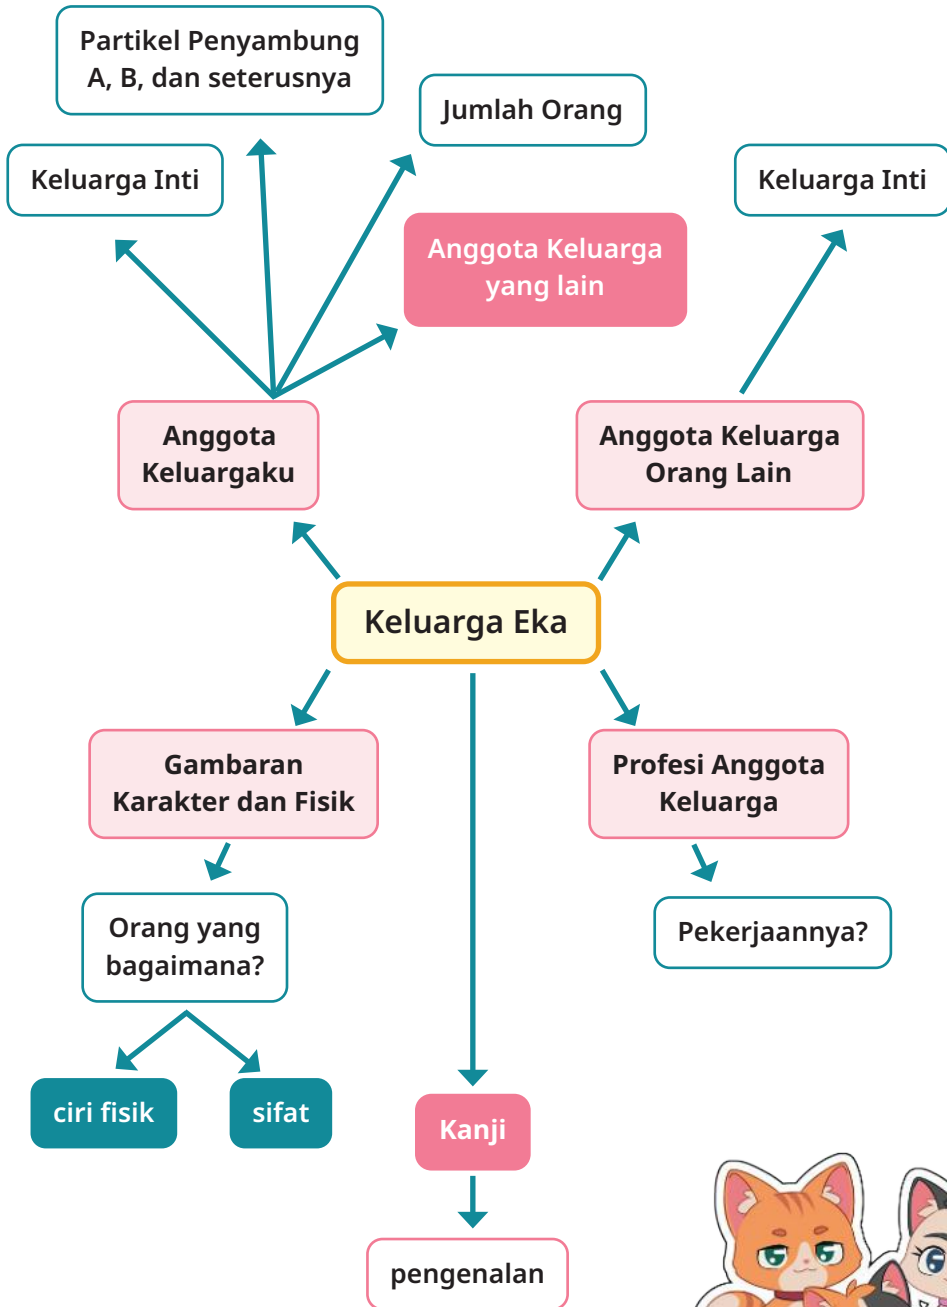 Partikel Penyambung
A, B, dan seterusnya
Jumlah Orang
Keluarga Inti
Keluarga Inti
Anggota Keluarga
yang lain
Anggota
Keluargaku
Anggota Keluarga
Orang Lain
Keluarga Eka
Gambaran
Karakter dan Fisik
Profesi Anggota
Keluarga
Orang yang
bagaimana?
Pekerjaannya?
ciri fisik
sifat
Kanji
pengenalan